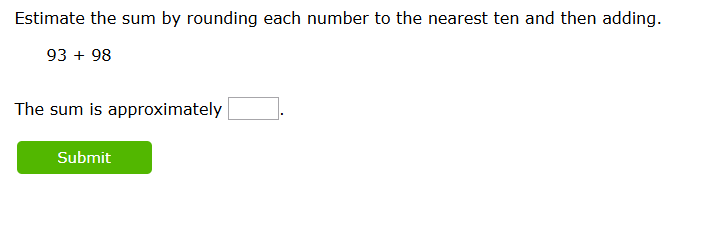 Estimate the sum by rounding each number to the nearest ten and then adding.
93 + 98
The sum is approximately .
Submit